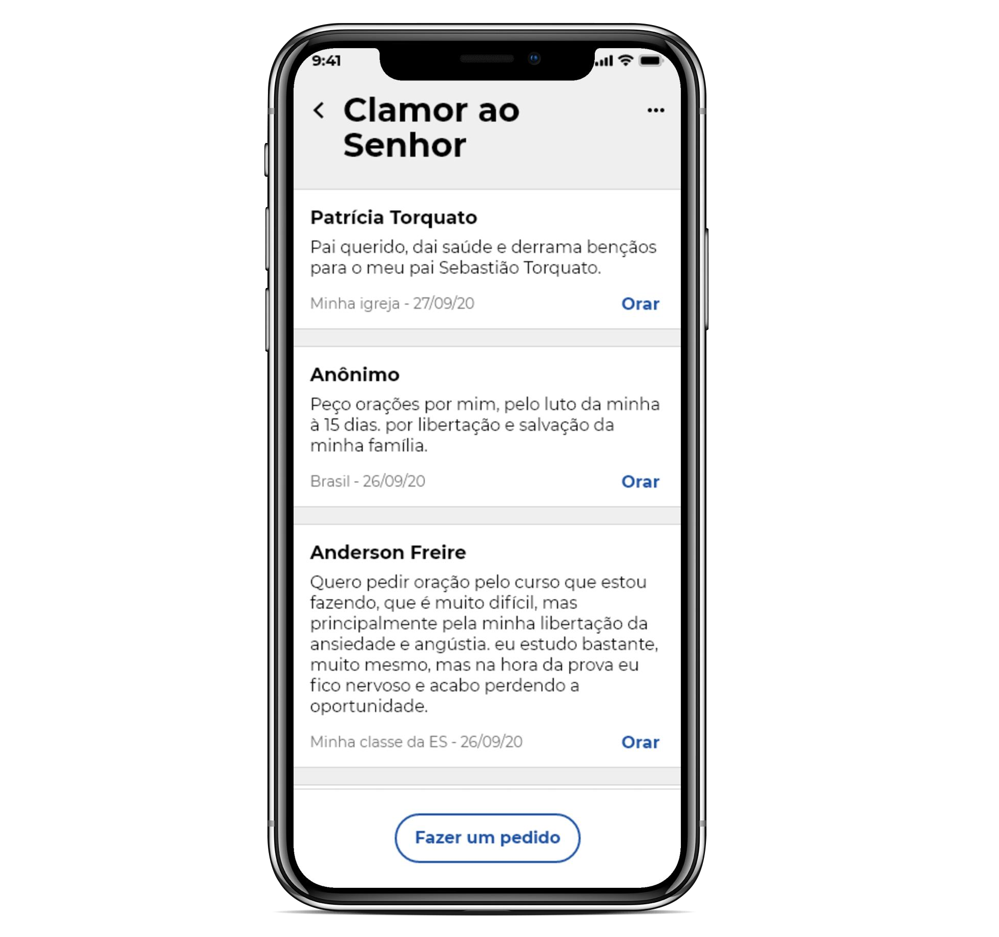 9:41
Clamor ao
Senhor
Patrícia Torquato
Pai querido, dai saúde e derrama bençãos
para o meu pai Sebastião Torquato.
Minha igreja - 27/09/20
Orar
Anônimo
Peço orações por mim, pelo luto da minha
à 15 dias. por libertação e salvação da
minha família.
Brasil - 26/09/20
Orar
Anderson Freire
Quero pedir oração pelo curso que estou
fazendo, que é muito difícil, mas
principalmente pela minha libertação da
ansiedade e angústia. eu estudo bastante,
muito mesmo, mas na hora da prova eu
fico nervoso e acabo perdendo a
oportunidade.
Minha classe da ES - 26/09/20
Orar
Fazer um pedido